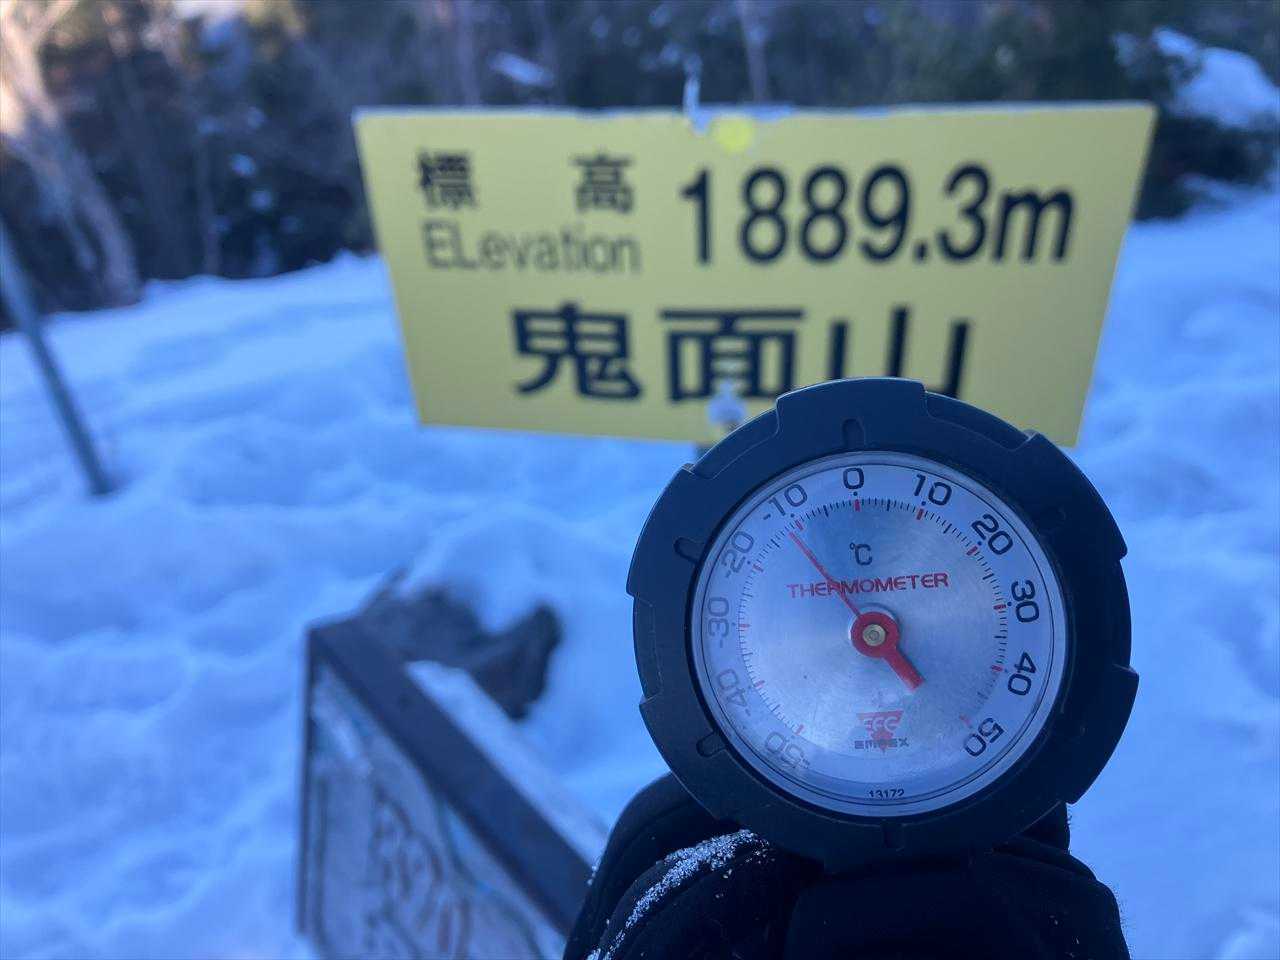 標高 1889.3m
ELevation
鬼面山
-50 -40 -30 -20 -10 0 10 20 30 40 50
℃
THERMOMETER
EMPEX
13172